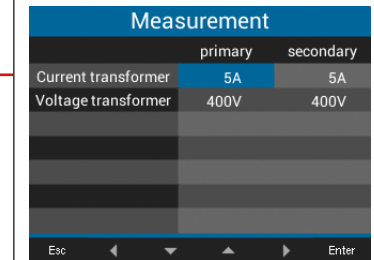 Measurement
primary secondary
Current transformer 5A 5A
Voltage transformer 400V 400V
Esc Enter